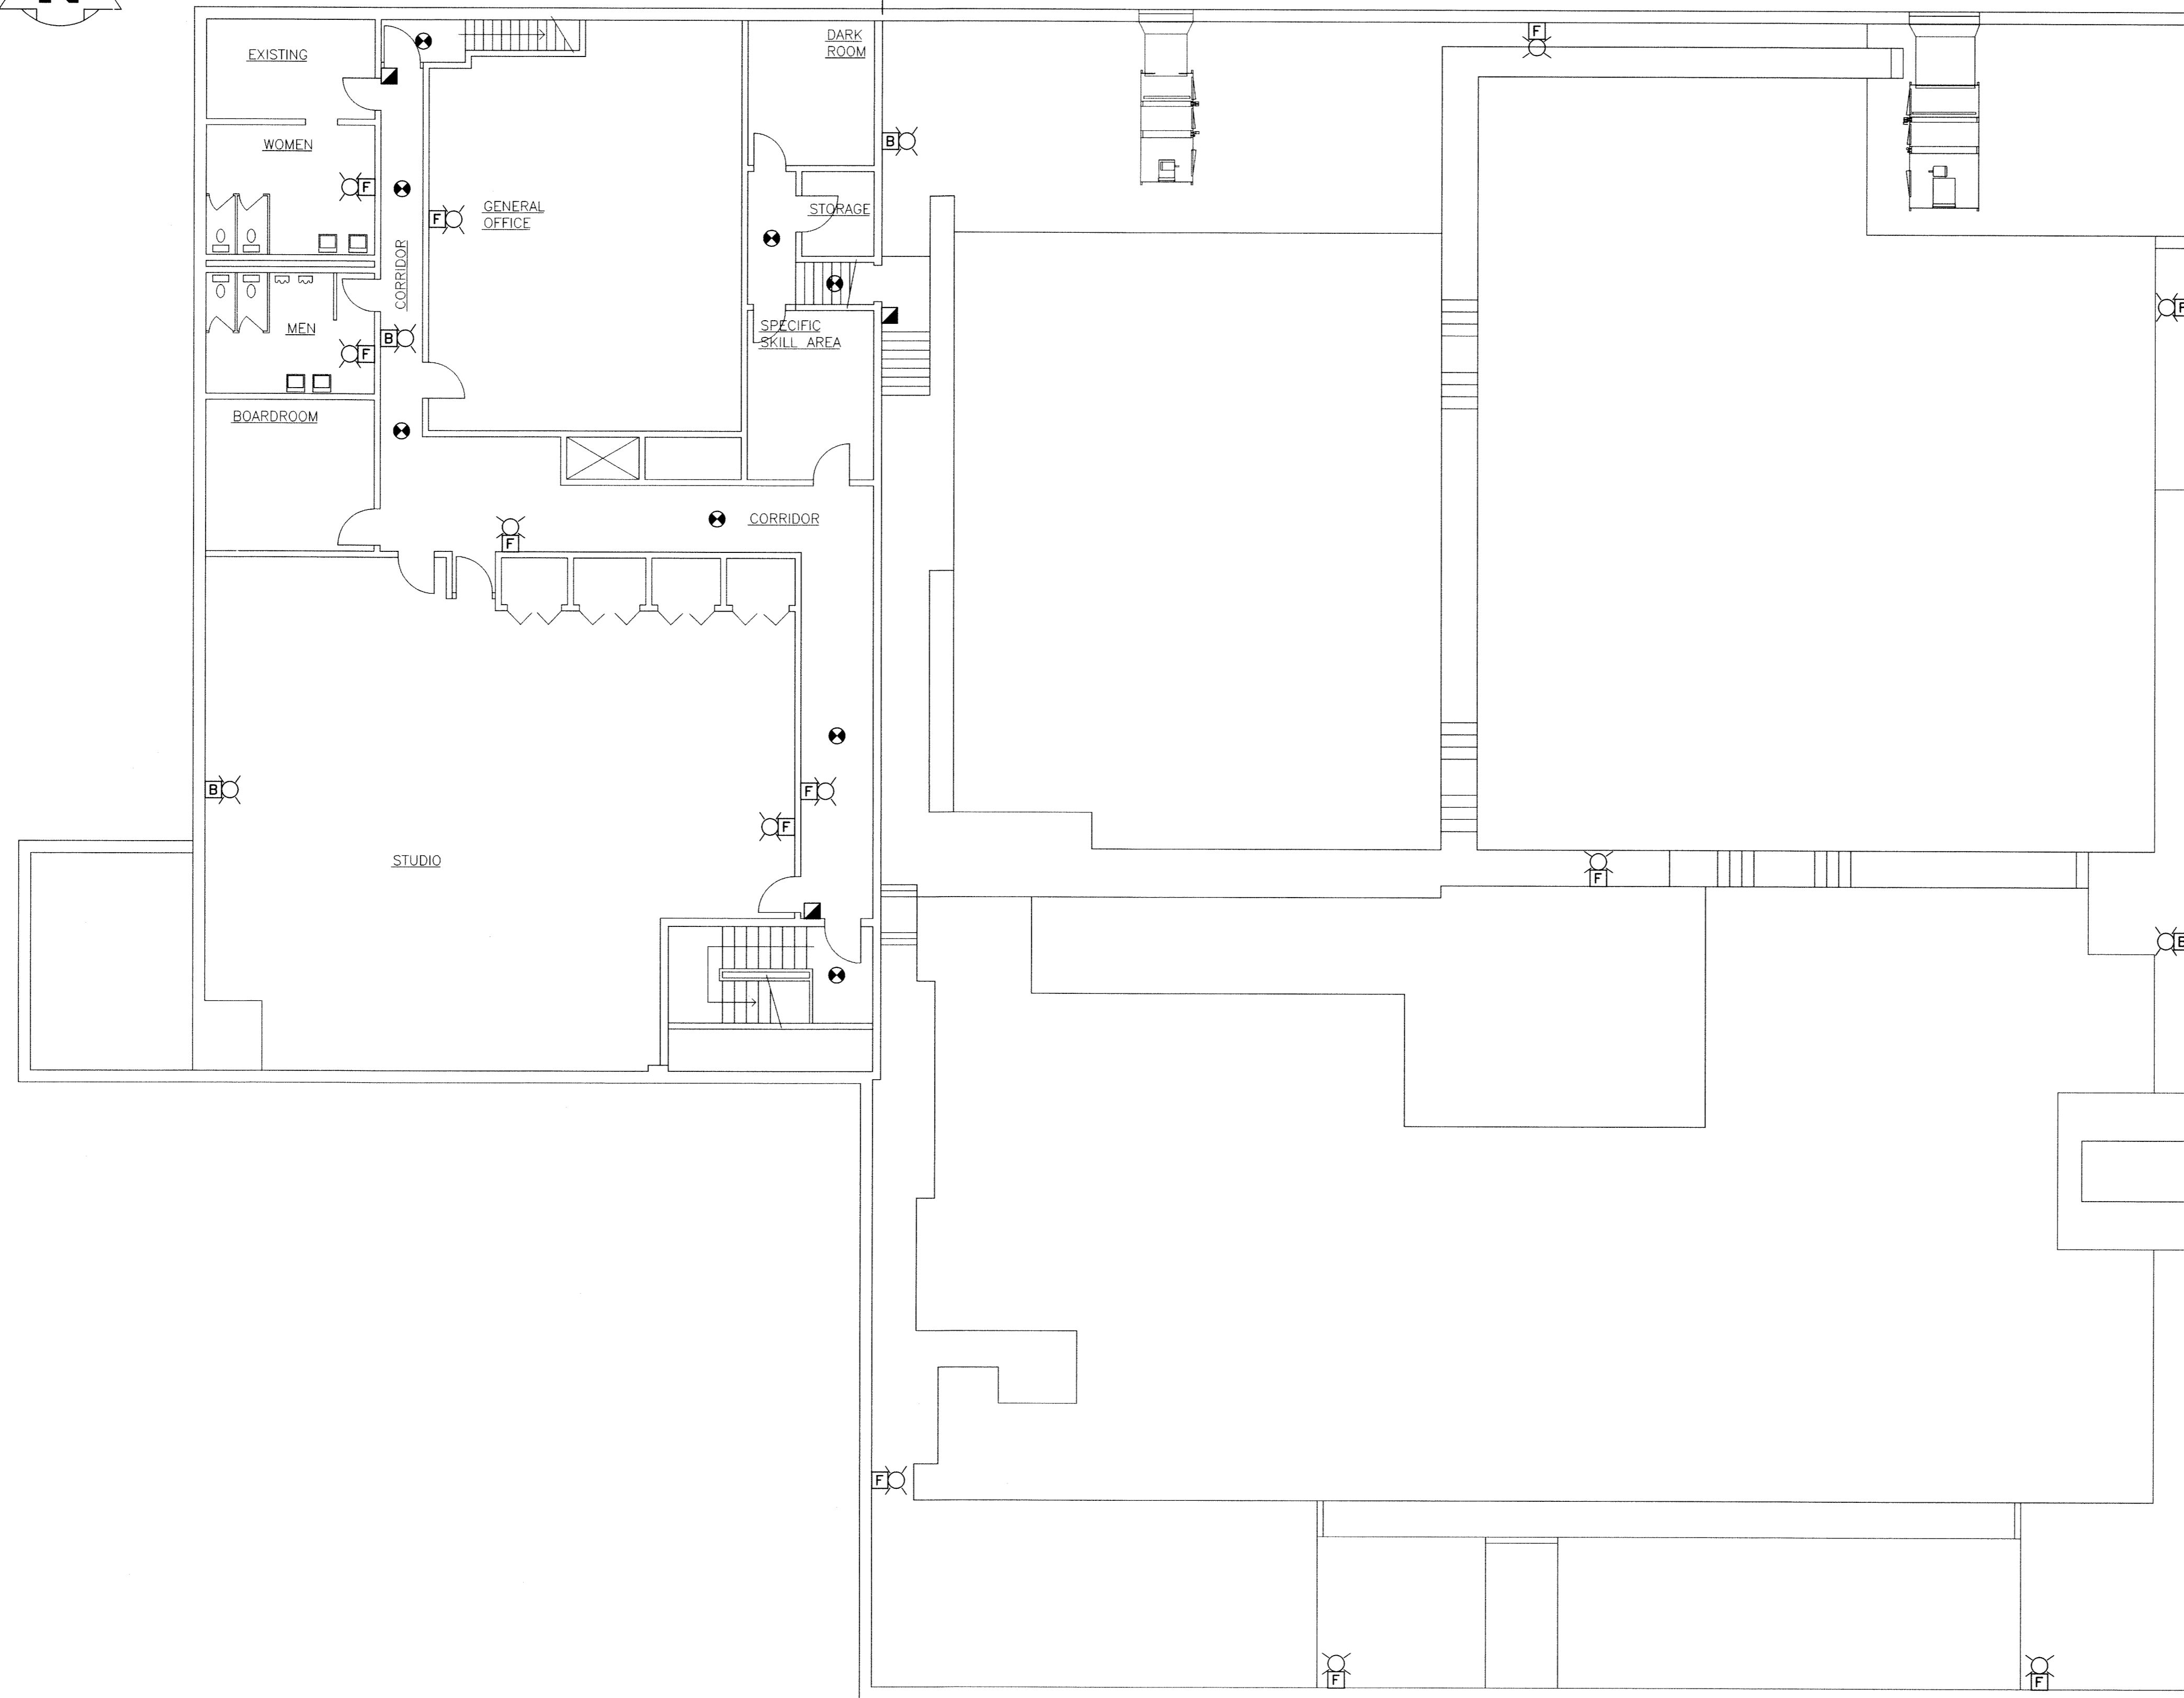 N
EXISTING
DARK
ROOM
F
B
WOMEN
F
F
GENERAL
OFFICE
STORAGE
CORRIDOR
F
SPECIFIC
SKILL AREA
MEN
B
F
BOARDROOM
CORRIDOR
F
B
F
F
STUDIO
F
B
F
F
F